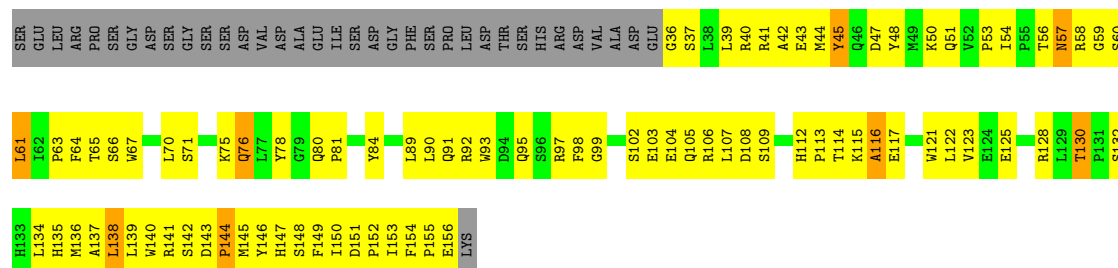 SER GLU LEU ARG PRO SER GLY ASP SER GLY SER SER ASP VAL ASP ALA GLU ILE SER ASP GLY PHE SER PRO LEU ASP THR SER HIS ARG ASP VAL ALA ASP GLU G36 S37 L38 L39 R40 R41 A42 E43 M44 Y45 Q46 D47 Y48 M49 K50 Q51 V52 P53 I54 P55 T56 N57 R58 G59 S60
L61 I62 P63 F64 T65 S66 W67 L70 S71 K75 Q76 L77 Y78 G79 Q80 P81 Y84 L89 L90 Q91 R92 W93 D94 Q95 S96 R97 F98 G99 S102 E103 E104 Q105 R106 L107 D108 S109 H112 P113 T114 K115 A116 E117 W121 L122 V123 E124 E125 R128 L129 T130 P131 S132
H133 L134 H135 M136 A137 L138 L139 W140 R141 S142 D143 P144 M145 Y146 H147 S148 F149 I150 D151 P152 I153 F154 P155 E156 LYS